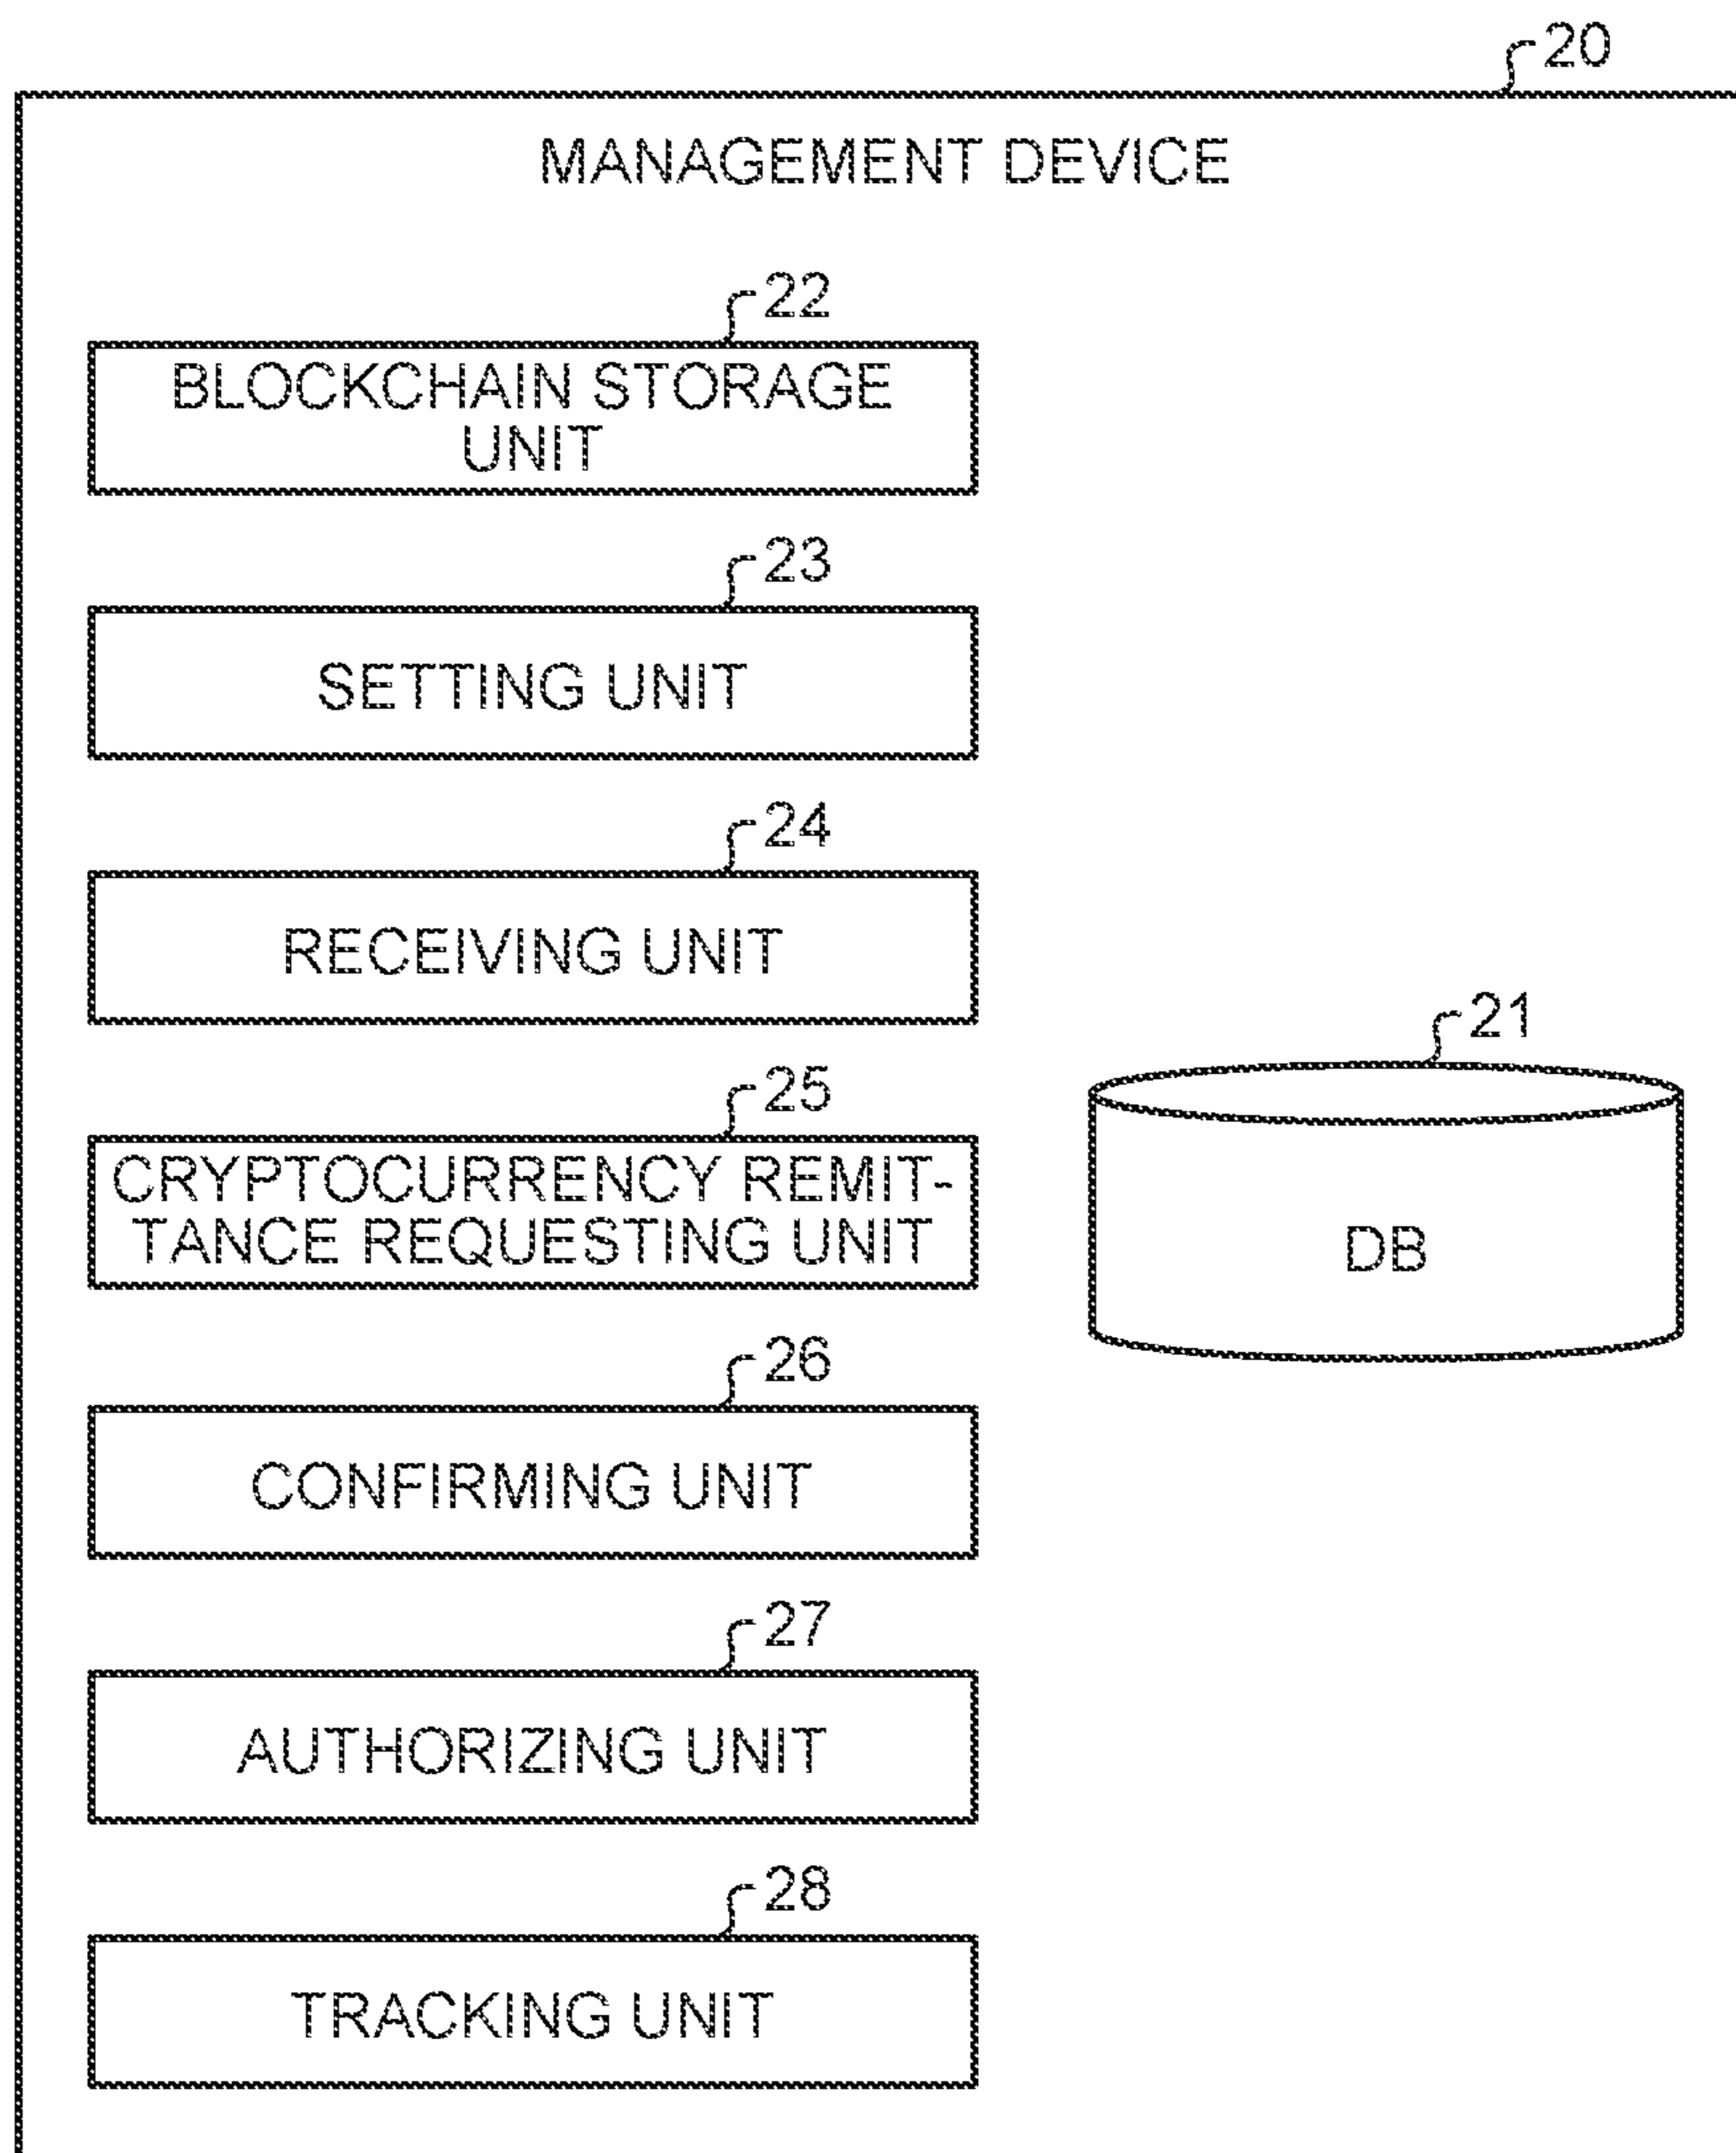 20
MANAGEMENT DEVICE
22
BLOCKCHAIN STORAGE
UNIT
23
SETTING UNIT
24
RECEIVING UNIT
21
DB
25
CRYPTOCURRENCY REMIT-
TANCE REQUESTING UNIT
26
CONFIRMING UNIT
27
AUTHORIZING UNIT
28
TRACKING UNIT